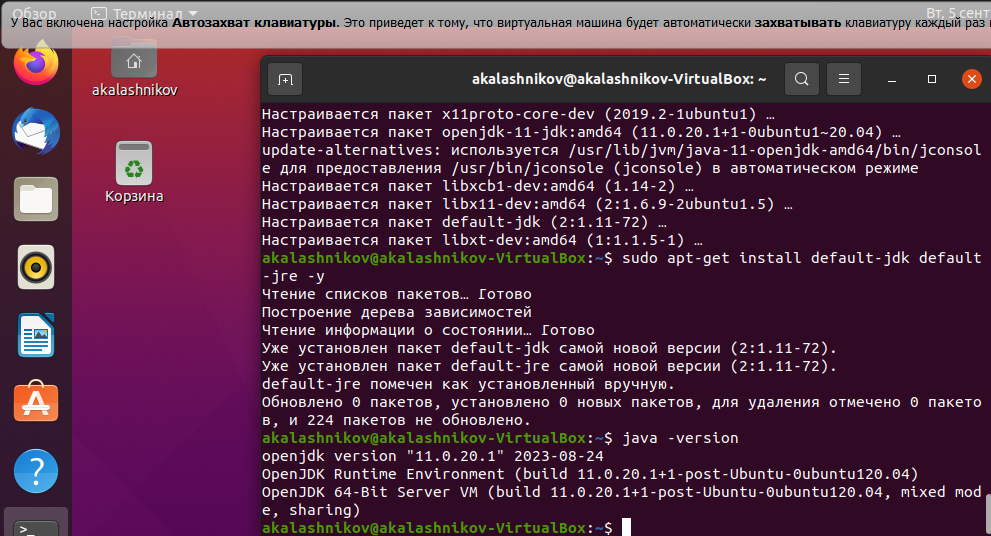 Обзор
Терминал
Вт, 5 сент
У Вас включена настройка Автозахват клавиатуры. Это приведет к тому, что виртуальная машина будет автоматически захватывать клавиатуру каждый раз
akalashnikov
Корзина
akalashnikov@akalashnikov-VirtualBox: ~
Настраивается пакет x11proto-core-dev (2019.2-1ubuntu1) …
Настраивается пакет openjdk-11-jdk:amd64 (11.0.20.1+1-0ubuntu1~20.04) …
update-alternatives: используется /usr/lib/jvm/java-11-openjdk-amd64/bin/jconsol
e для предоставления /usr/bin/jconsole (jconsole) в автоматическом режиме
Настраивается пакет libxcb1-dev:amd64 (1.14-2) …
Настраивается пакет libx11-dev:amd64 (2:1.6.9-2ubuntu1.5) …
Настраивается пакет default-jdk (2:1.11-72) …
Настраивается пакет libxt-dev:amd64 (1:1.1.5-1) …
akalashnikov@akalashnikov-VirtualBox:~$ sudo apt-get install default-jdk default
-jre -y
Чтение списков пакетов… Готово
Построение дерева зависимостей
Чтение информации о состоянии… Готово
Уже установлен пакет default-jdk самой новой версии (2:1.11-72).
Уже установлен пакет default-jre самой новой версии (2:1.11-72).
default-jre помечен как установленный вручную.
Обновлено 0 пакетов, установлено 0 новых пакетов, для удаления отмечено 0 пакето
в, и 224 пакетов не обновлено.
akalashnikov@akalashnikov-VirtualBox:~$ java -version
openjdk version "11.0.20.1" 2023-08-24
OpenJDK Runtime Environment (build 11.0.20.1+1-post-Ubuntu-0ubuntu120.04)
OpenJDK 64-Bit Server VM (build 11.0.20.1+1-post-Ubuntu-0ubuntu120.04, mixed mod
e, sharing)
akalashnikov@akalashnikov-VirtualBox:~$